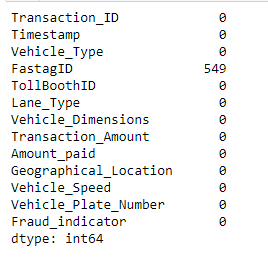 Transaction_ID 0
Timestamp 0
Vehicle_Type 0
FastagID 549
TollBoothID 0
Lane_Type 0
Vehicle_Dimensions 0
Transaction_Amount 0
Amount_paid 0
Geographical_Location 0
Vehicle_Speed 0
Vehicle_Plate_Number 0
Fraud_indicator 0
dtype: int64